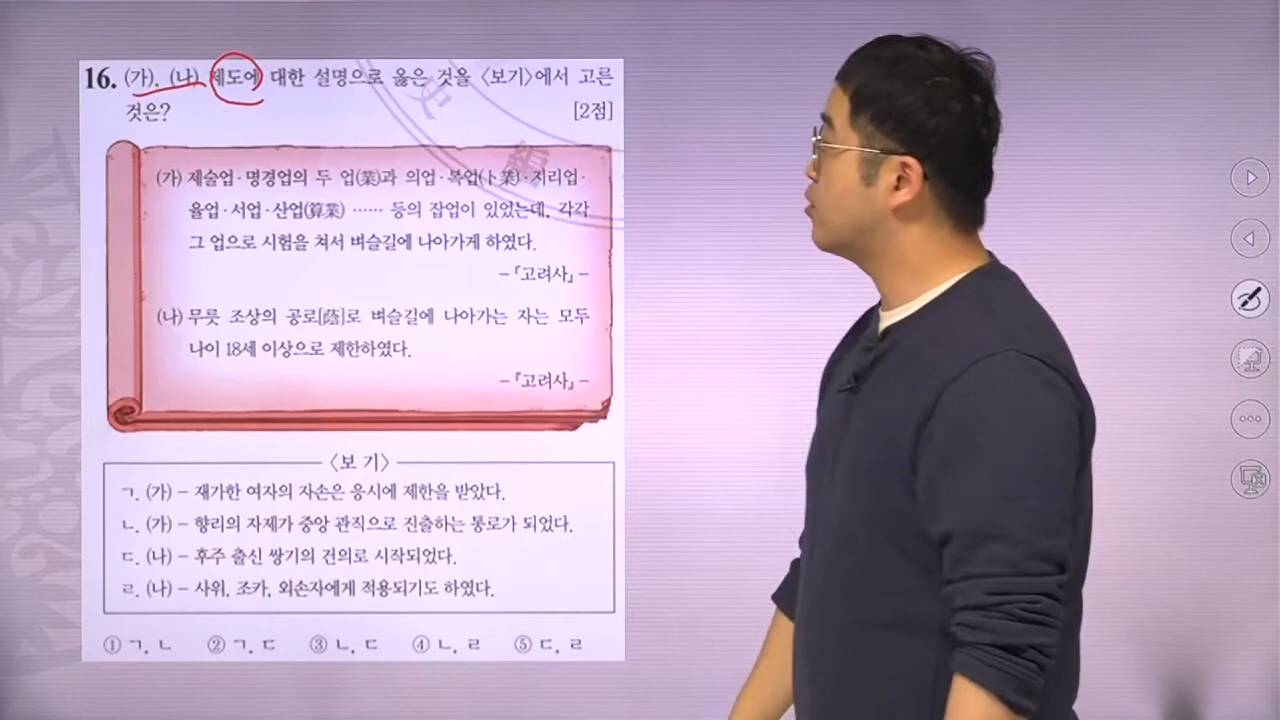 16. (가), (나) 제도에 대한 설명으로 옳은 것을 〈보기〉에서 고른
것은? [2점]
(가) 제술업·명경업의 두 업(業)과 의업·복업(卜業)·지리업·
율업·서업·산업(算業) …… 등의 잡업이 있었는데, 각각
그 업으로 시험을 쳐서 벼슬길에 나아가게 하였다.
-『고려사』-
(나) 무릇 조상의 공로[蔭]로 벼슬길에 나아가는 자는 모두
나이 18세 이상으로 제한하였다.
-『고려사』-
〈보 기〉
ㄱ. (가) - 재가한 여자의 자손은 응시에 제한을 받았다.
ㄴ. (가) - 향리의 자제가 중앙 관직으로 진출하는 통로가 되었다.
ㄷ. (나) - 후주 출신 쌍기의 건의로 시작되었다.
ㄹ. (나) - 사위, 조카, 외손자에게 적용되기도 하였다.
① ㄱ, ㄴ ② ㄱ, ㄷ ③ ㄴ, ㄷ ④ ㄴ, ㄹ ⑤ ㄷ, ㄹ